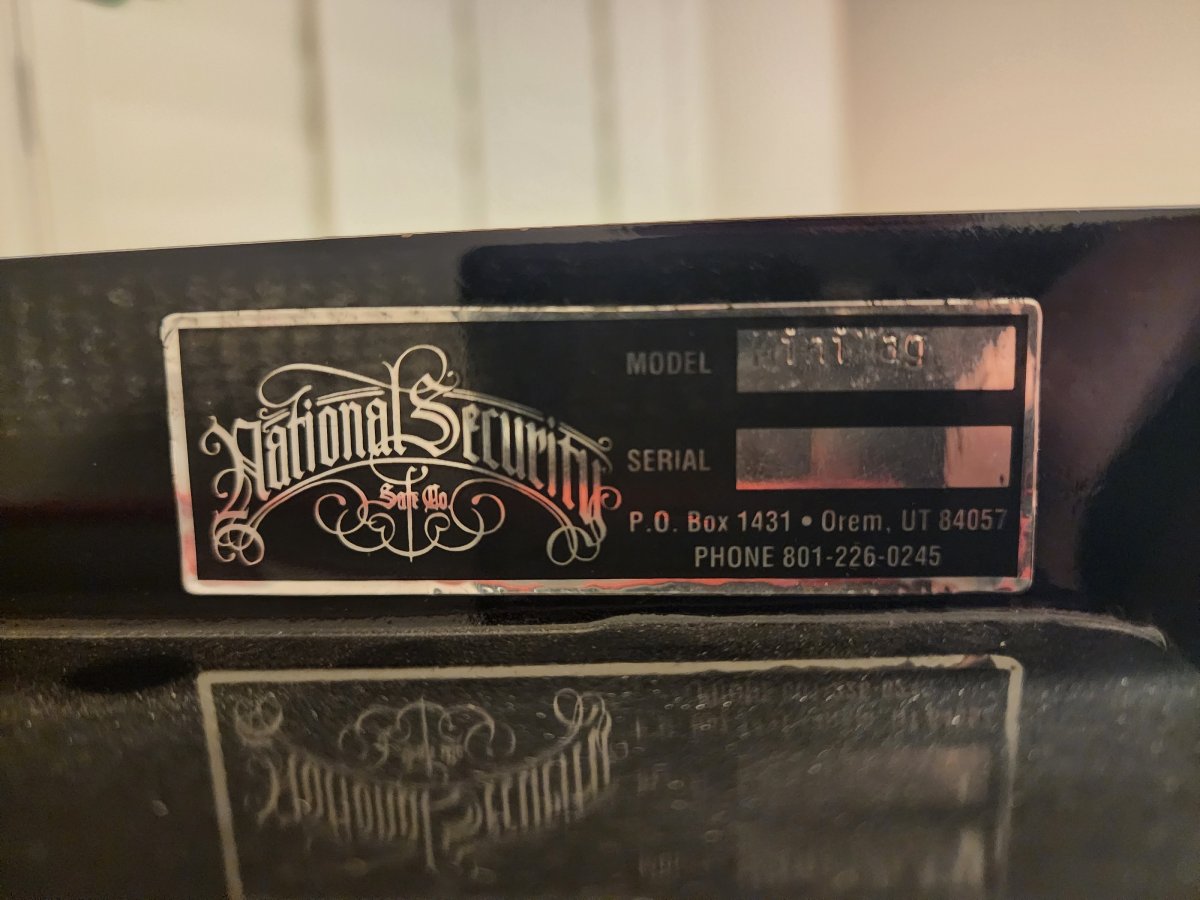 National Security
Safe Co.
MODEL
SERIAL
P.O. Box 1431 • Orem, UT 84057
PHONE 801-226-0245